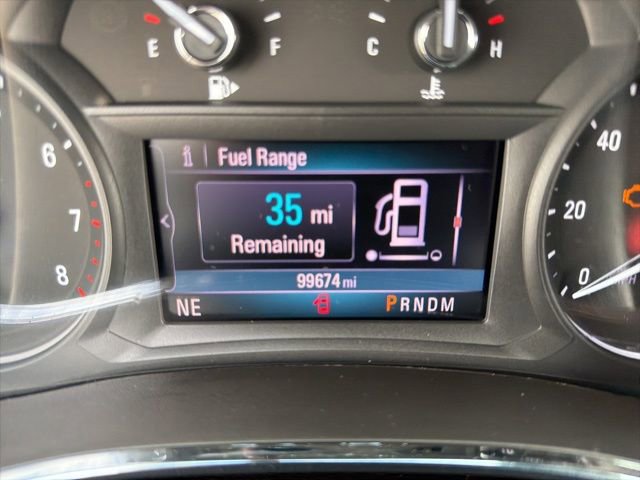 E F C H
i Fuel Range
35 mi
Remaining
99674 mi
NE PRNDM
6
7
8
40
20
0